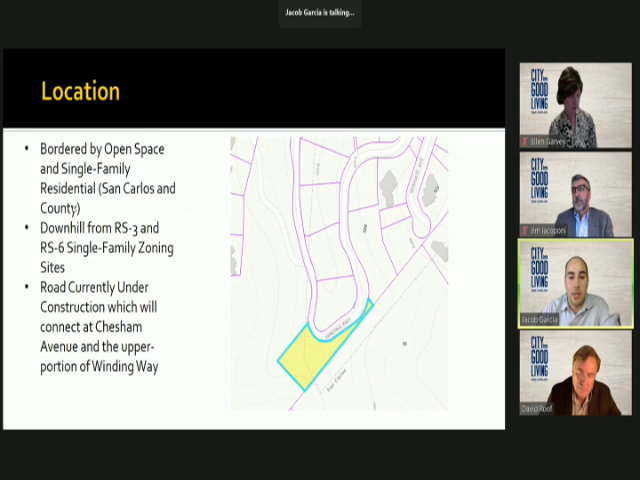 Jacob Garcia is talking...
Location
• Bordered by Open Space
and Single-Family
Residential (San Carlos and
County)
• Downhill from RS-3 and
RS-6 Single-Family Zoning
Sites
• Road Currently Under
Construction which will
connect at Chesham
Avenue and the upper-
portion of Winding Way
San Carlos
CITY
GOOD
LIVING
Ellen Garvey
CITY
GOOD
LIVING
Jim Iacoponi
CITY
GOOD
LIVING
Jacob Garcia
CITY
GOOD
LIVING
David Roof